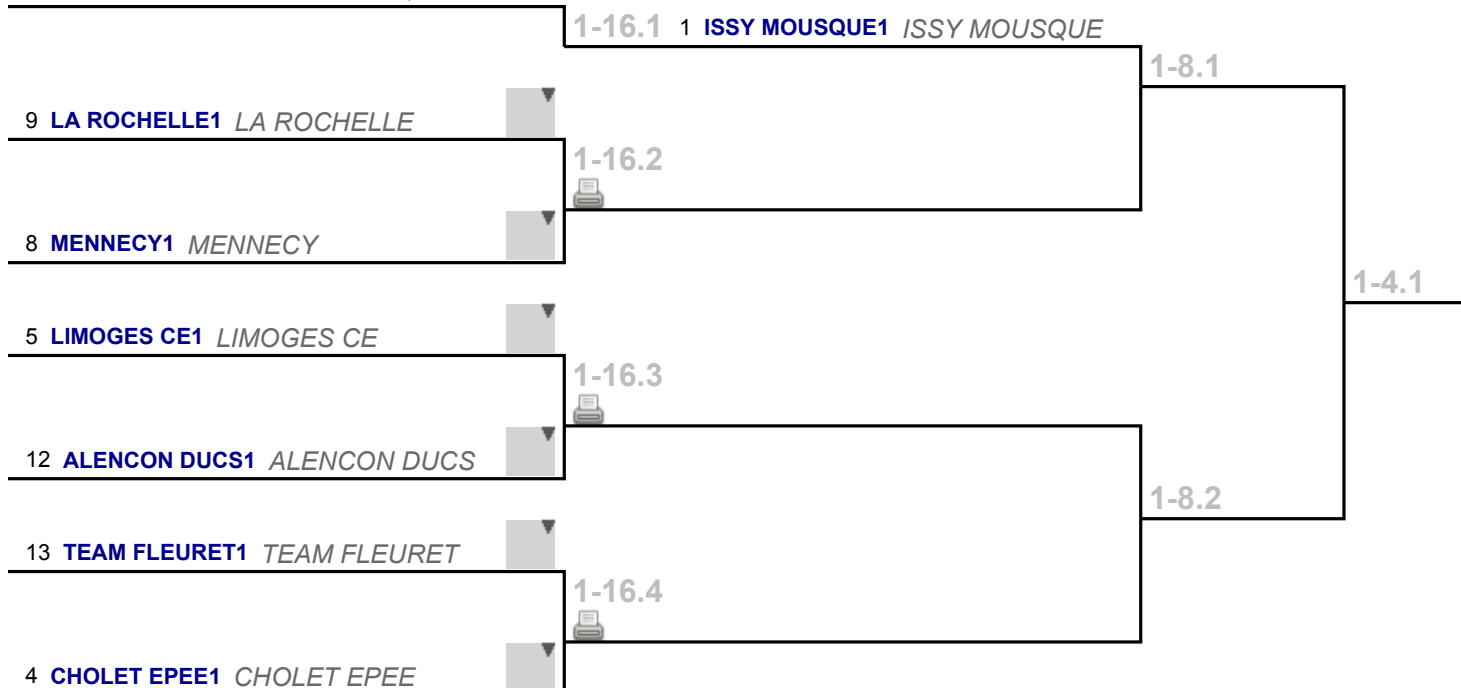 1-16.1 1 ISSY MOUSQUE1 ISSY MOUSQUE
1-8.1
9 LA ROCHELLE1 LA ROCHELLE
1-16.2
8 MENNECY1 MENNECY
1-4.1
5 LIMOGES CE1 LIMOGES CE
1-16.3
12 ALENCON DUCS1 ALENCON DUCS
1-8.2
13 TEAM FLEURET1 TEAM FLEURET
1-16.4
4 CHOLET EPEE1 CHOLET EPEE